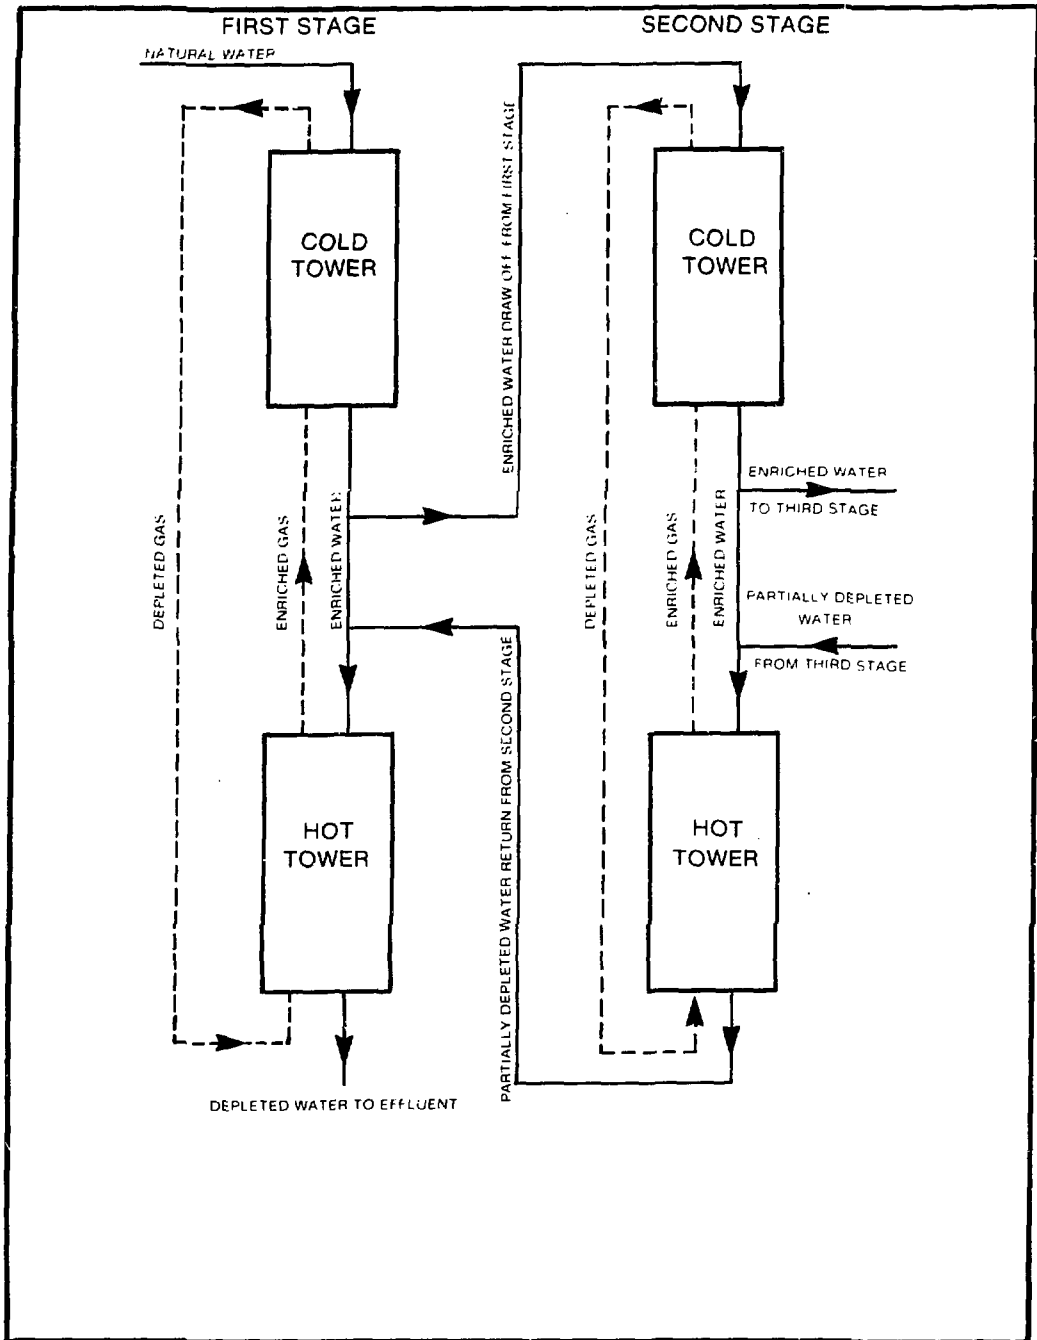 FIRST STAGE
SECOND STAGE
NATURAL WATER
COLD
TOWER
COLD
TOWER
ENRICHED WATER DRAW OFF FROM FIRST STAGE
DEPLETED GAS
ENRICHED GAS
ENRICHED WATER
DEPLETED GAS
ENRICHED GAS
ENRICHED WATER
ENRICHED WATER
TO THIRD STAGE
PARTIALLY DEPLETED
WATER
FROM THIRD STAGE
HOT
TOWER
HOT
TOWER
PARTIALLY DEPLETED WATER RETURN FROM SECOND STAGE
DEPLETED WATER TO EFFLUENT